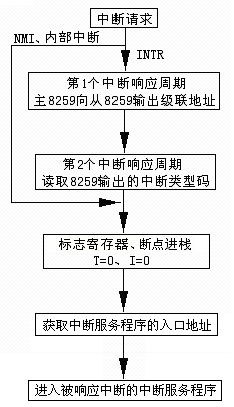 中断请求
NMI、内部中断
INTR
第1个中断响应周期
主8259向从8259输出级联地址
第2个中断响应周期
读取8259输出的中断类型码
标志寄存器、断点进栈
T=0、I=0
获取中断服务程序的入口地址
进入被响应中断的中断服务程序